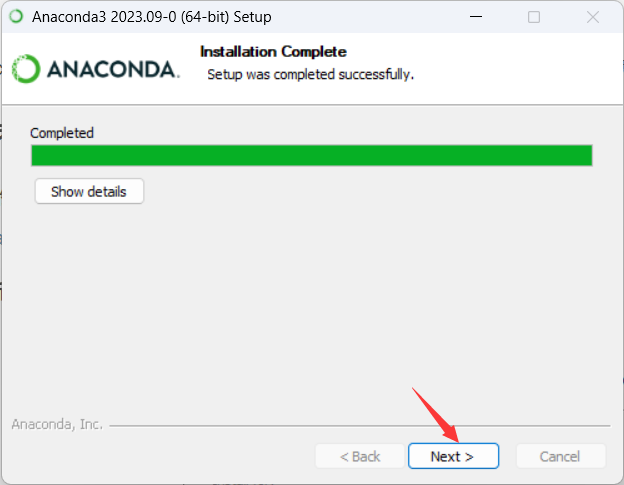 Anaconda3 2023.09-0 (64-bit) Setup
Installation Complete
ANACONDA.
Setup was completed successfully.
Completed
Show details
Anaconda, Inc.
< Back
Next >
Cancel